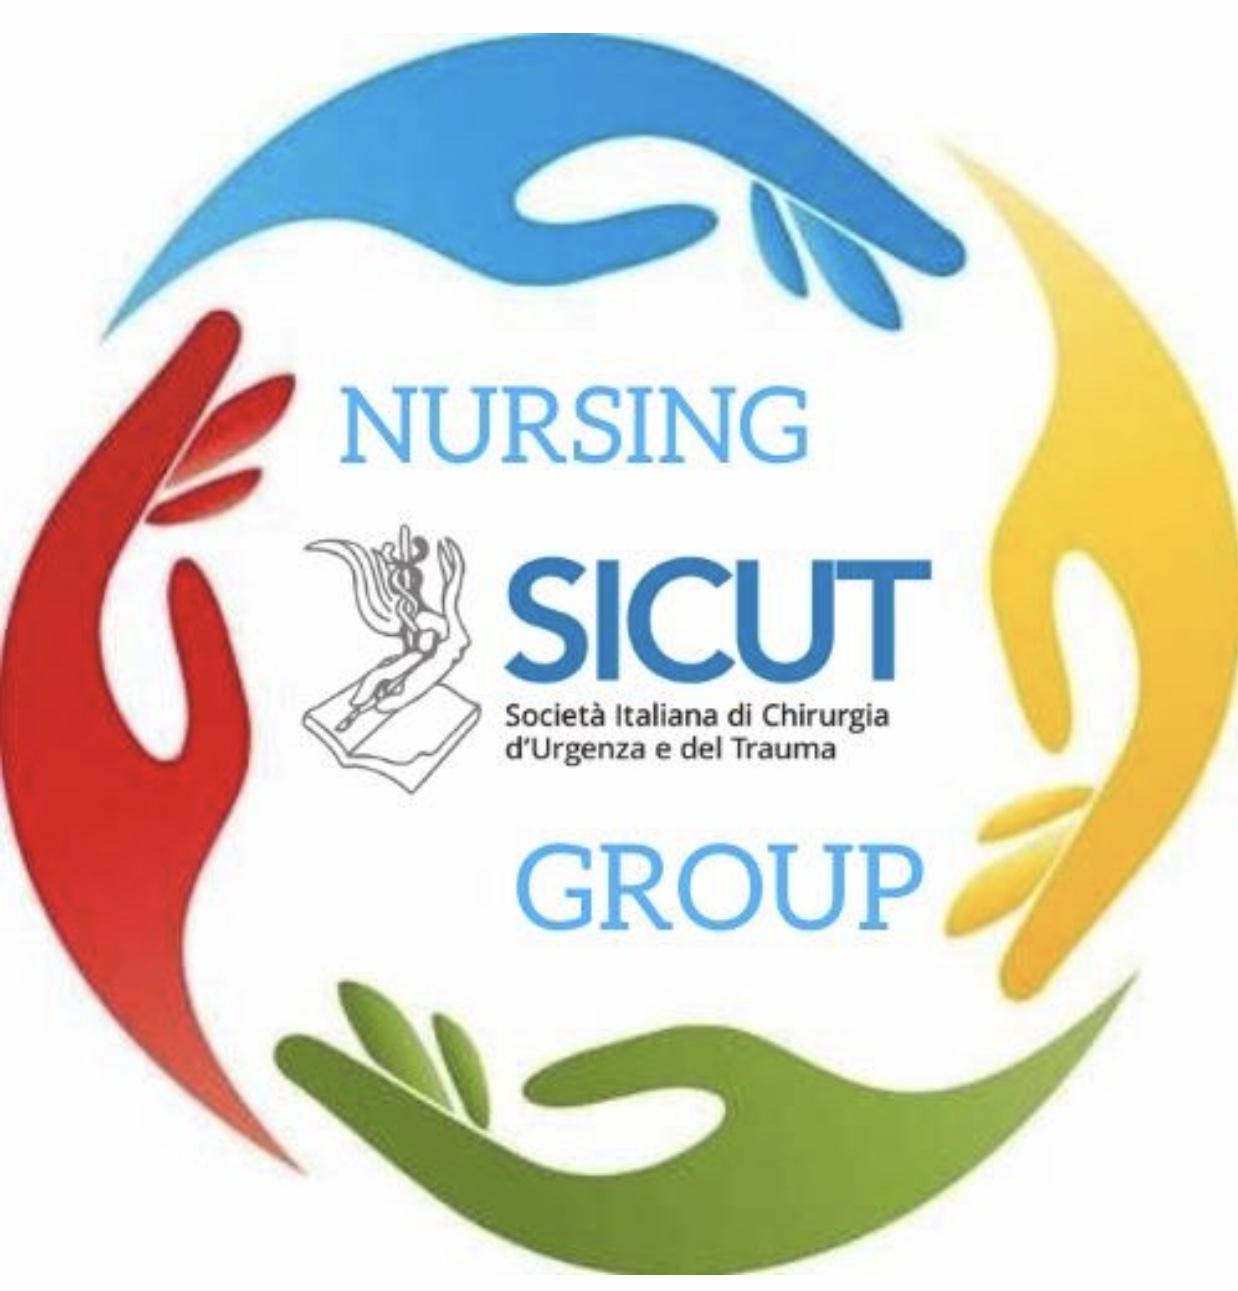 NURSING
SICUT
Società Italiana di Chirurgia
d'Urgenza e del Trauma
GROUP